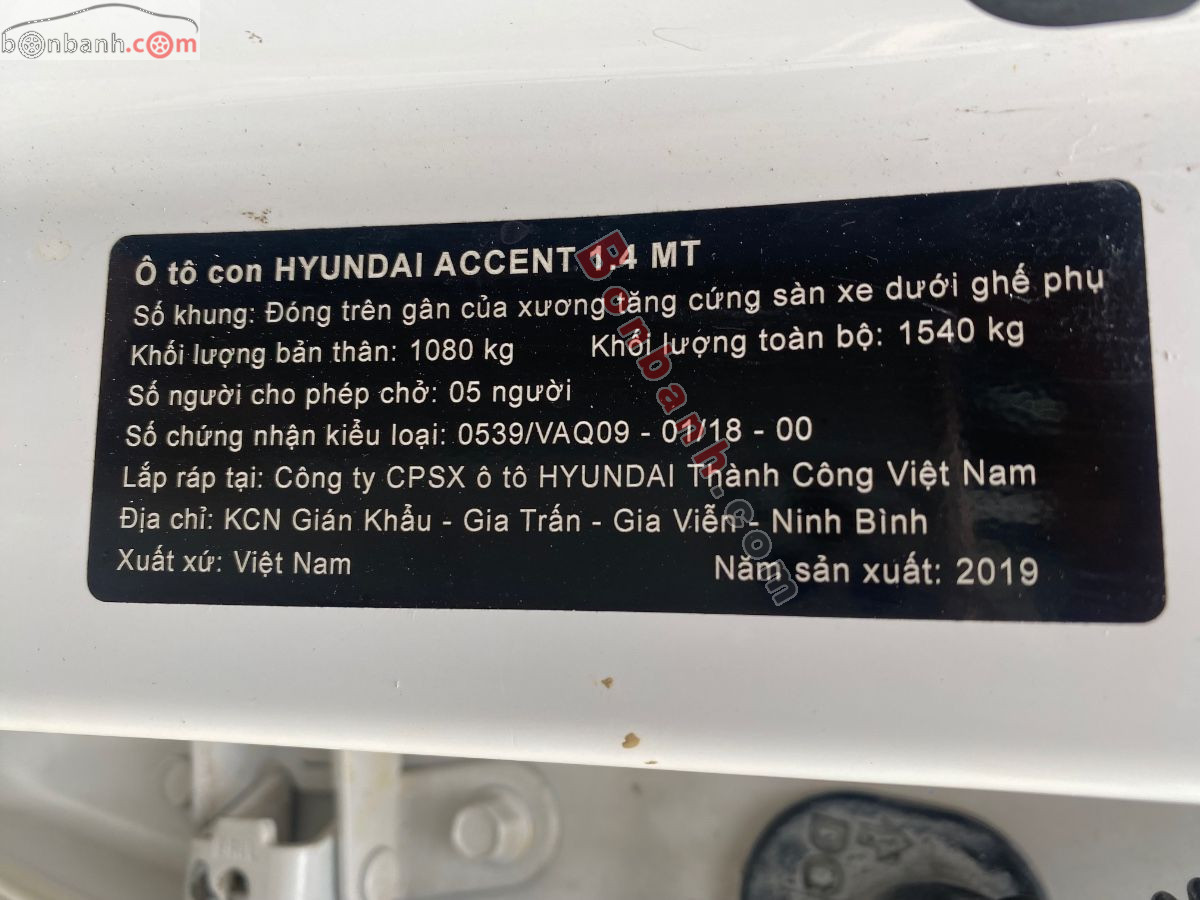 bonbanh.com
Ô tô con HYUNDAI ACCENT 1.4 MT
Số khung: Đóng trên gân của xương tăng cứng sàn xe dưới ghế phụ
Khối lượng bản thân: 1080 kg Khối lượng toàn bộ: 1540 kg
Số người cho phép chở: 05 người
Số chứng nhận kiểu loại: 0539/VAQ09 - 01/18 - 00
Lắp ráp tại: Công ty CPSX ô tô HYUNDAI Thành Công Việt Nam
Địa chỉ: KCN Gián Khẩu - Gia Trấn - Gia Viễn - Ninh Bình
Xuất xứ: Việt Nam Năm sản xuất: 2019
Bonbanh.com